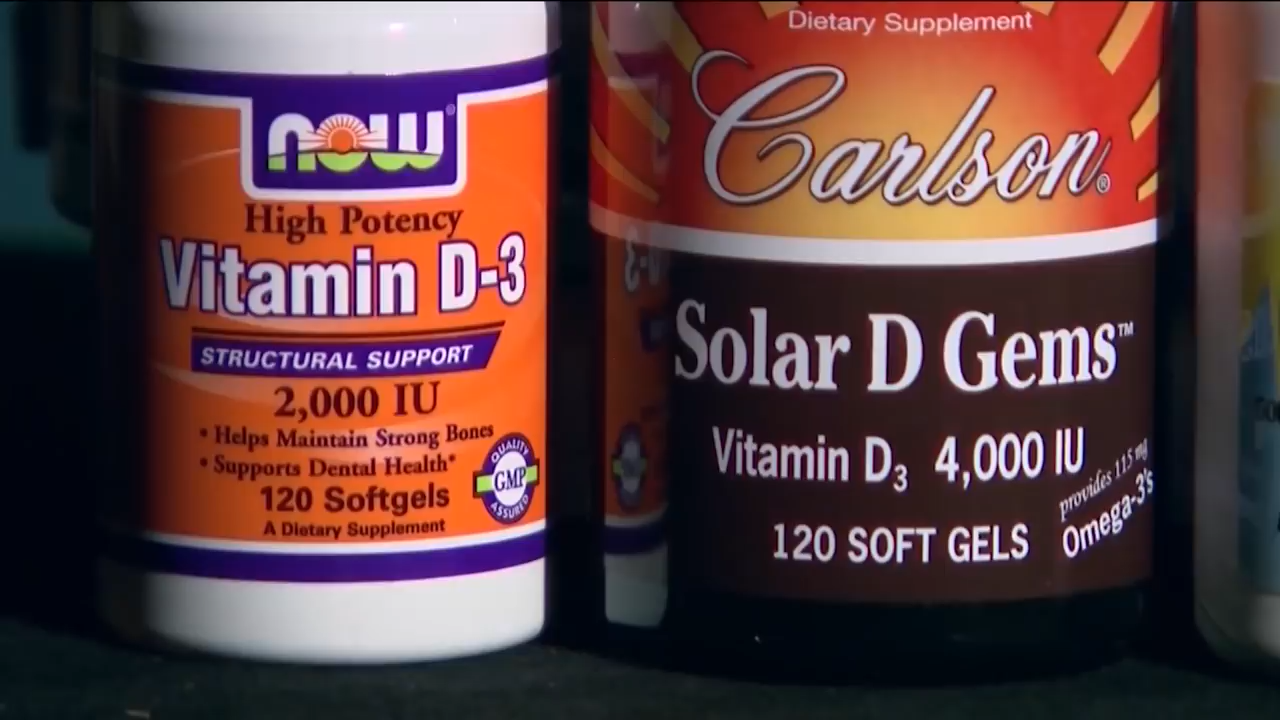 now®
High Potency
Vitamin D-3
STRUCTURAL SUPPORT
2,000 IU
• Helps Maintain Strong Bones
• Supports Dental Health*
120 Softgels
A Dietary Supplement
QUALITY
GMP
ASSURED
Dietary Supplement
Carlson®
Solar D Gems™
Vitamin D₃ 4,000 IU
provides 115 mg
Omega-3's
120 SOFT GELS